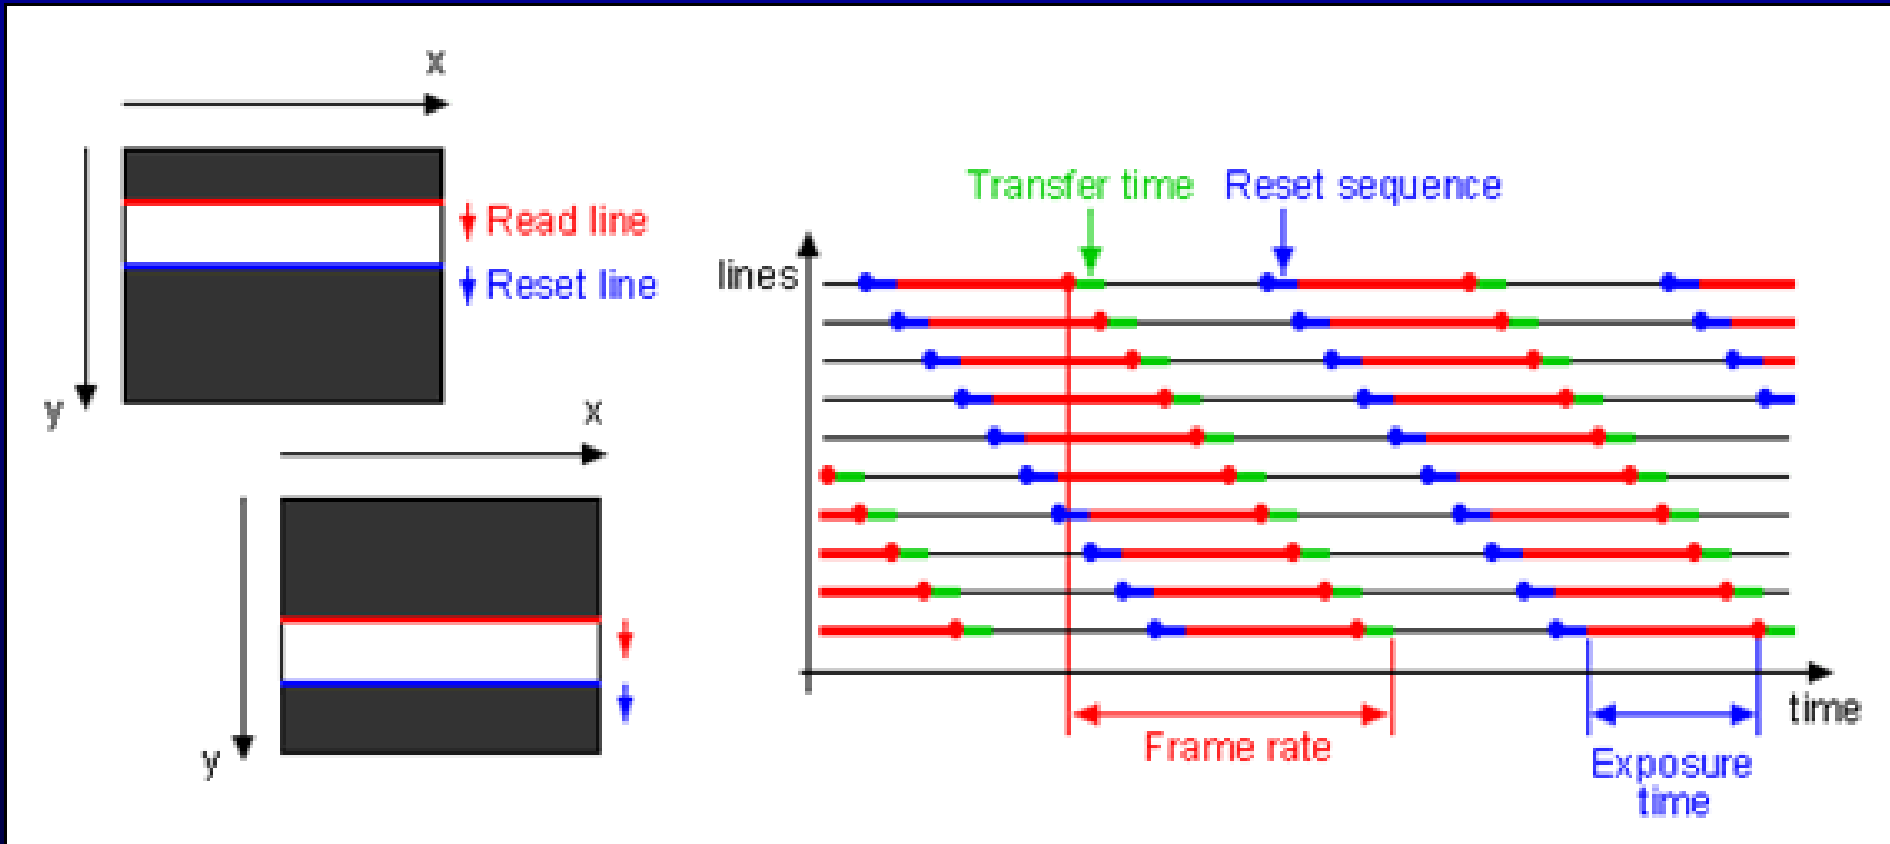 x
y
Read line
Reset line
x
y
Transfer time
Reset sequence
lines
time
Frame rate
Exposure
time